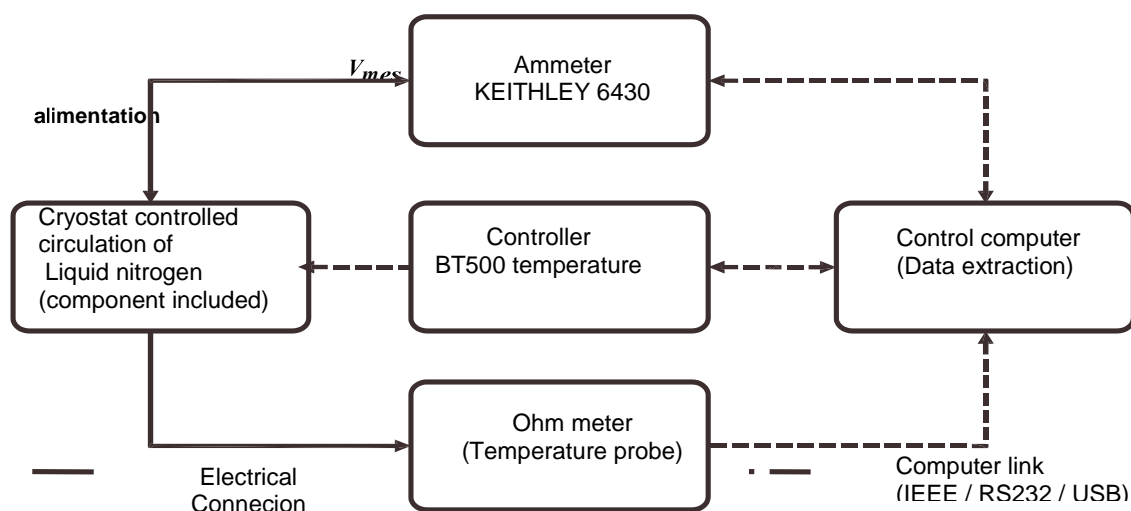 V_mes
Ammeter
KEITHLEY 6430
alimentation
Cryostat controlled
circulation of
Liquid nitrogen
(component included)
Controller
BT500 temperature
Control computer
(Data extraction)
Ohm meter
(Temperature probe)
Electrical
Connecion
Computer link
(IEEE / RS232 / USB)